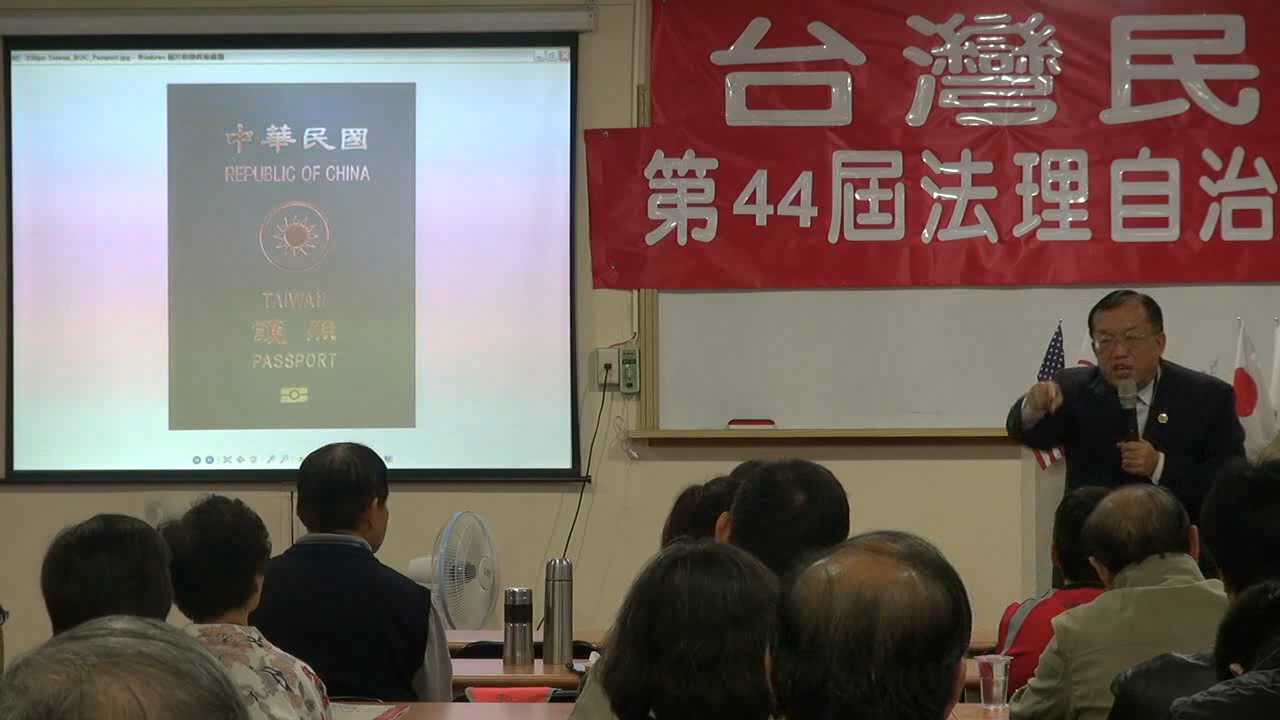 中華民國
REPUBLIC OF CHINA
TAIWAN
護照
PASSPORT
台灣民
第44屆法理自治